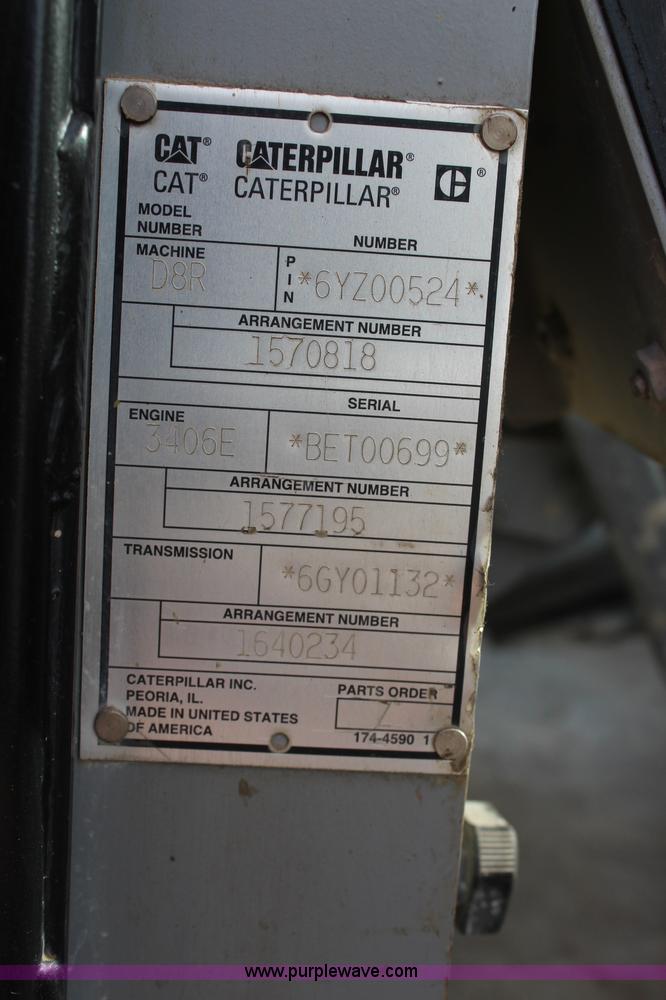 CAT® CATERPILLAR®
CAT® CATERPILLAR® C®
MODEL
NUMBER NUMBER
MACHINE
D8R PIN *6YZ00524*
ARRANGEMENT NUMBER
1570818
SERIAL
ENGINE
3406E *BET00699*
ARRANGEMENT NUMBER
1577195
TRANSMISSION
*6GY01132*
ARRANGEMENT NUMBER
1640234
CATERPILLAR INC.
PEORIA, IL. PARTS ORDER
MADE IN UNITED STATES Z
OF AMERICA 174-4590 1
www.purplewave.com